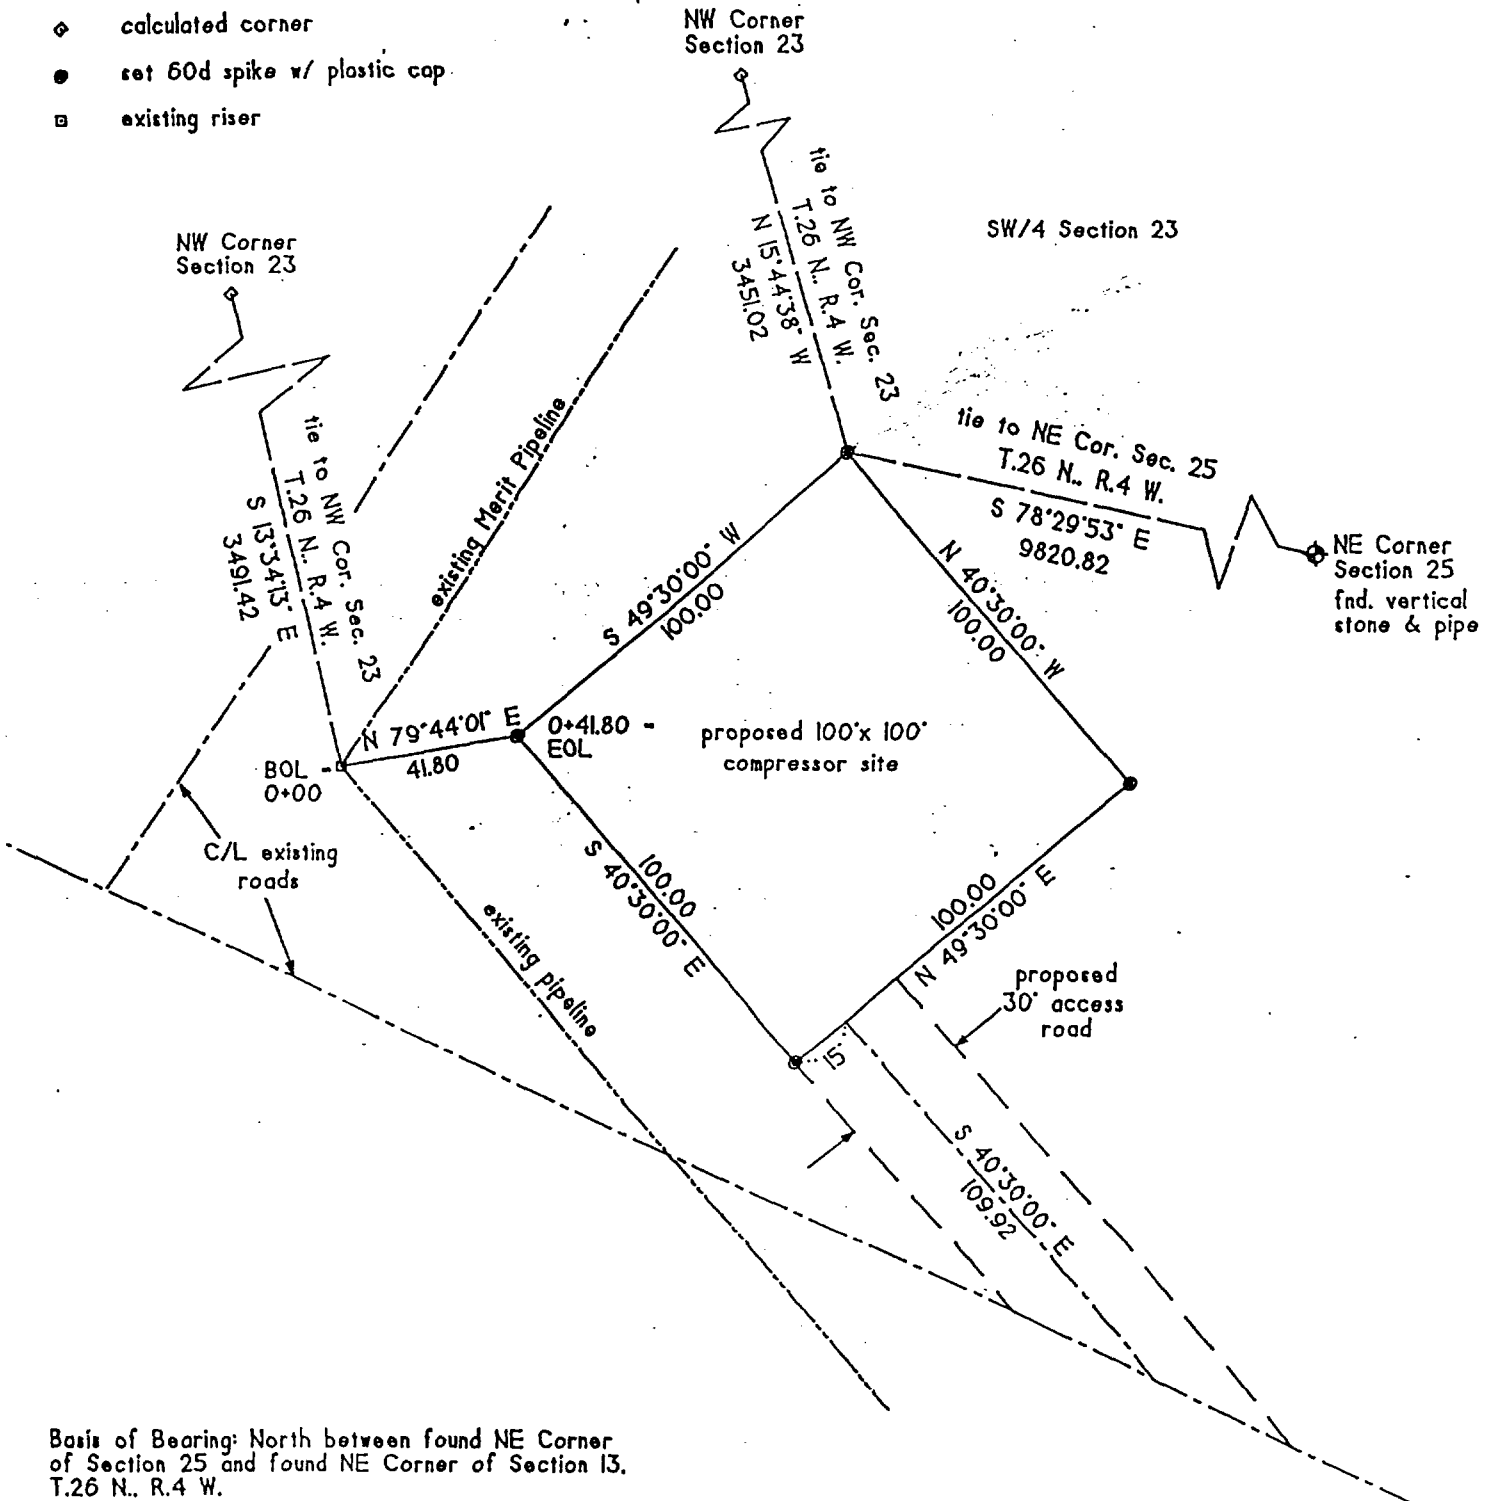 calculated corner
set 60d spike w/ plastic cap
existing riser
NW Corner
Section 23
tie to NW Cor. Sec. 23
T.26 N., R.4 W.
N 15°44'38" W
3451.02
SW/4 Section 23
NW Corner
Section 23
tie to NW Cor. Sec. 23
T.26 N., R.4 W.
S 13°34'13" E
3491.42
existing Merit Pipeline
tie to NE Cor. Sec. 25
T.26 N., R.4 W.
S 78°29'53" E
9820.82
NE Corner
Section 25
fnd. vertical
stone & pipe
S 49°30'00" W
100.00
N 40°30'00" W
100.00
N 79°44'01" E
41.80
0+41.80 -
EOL
BOL -
0+00
proposed 100'x 100'
compressor site
C/L existing
roads
100.00
S 40°30'00" E
existing pipeline
100.00
N 49°30'00" E
proposed
30' access
road
15'
S 40°30'00" E
109.92
Basis of Bearing: North between found NE Corner
of Section 25 and found NE Corner of Section 13,
T.26 N., R.4 W.